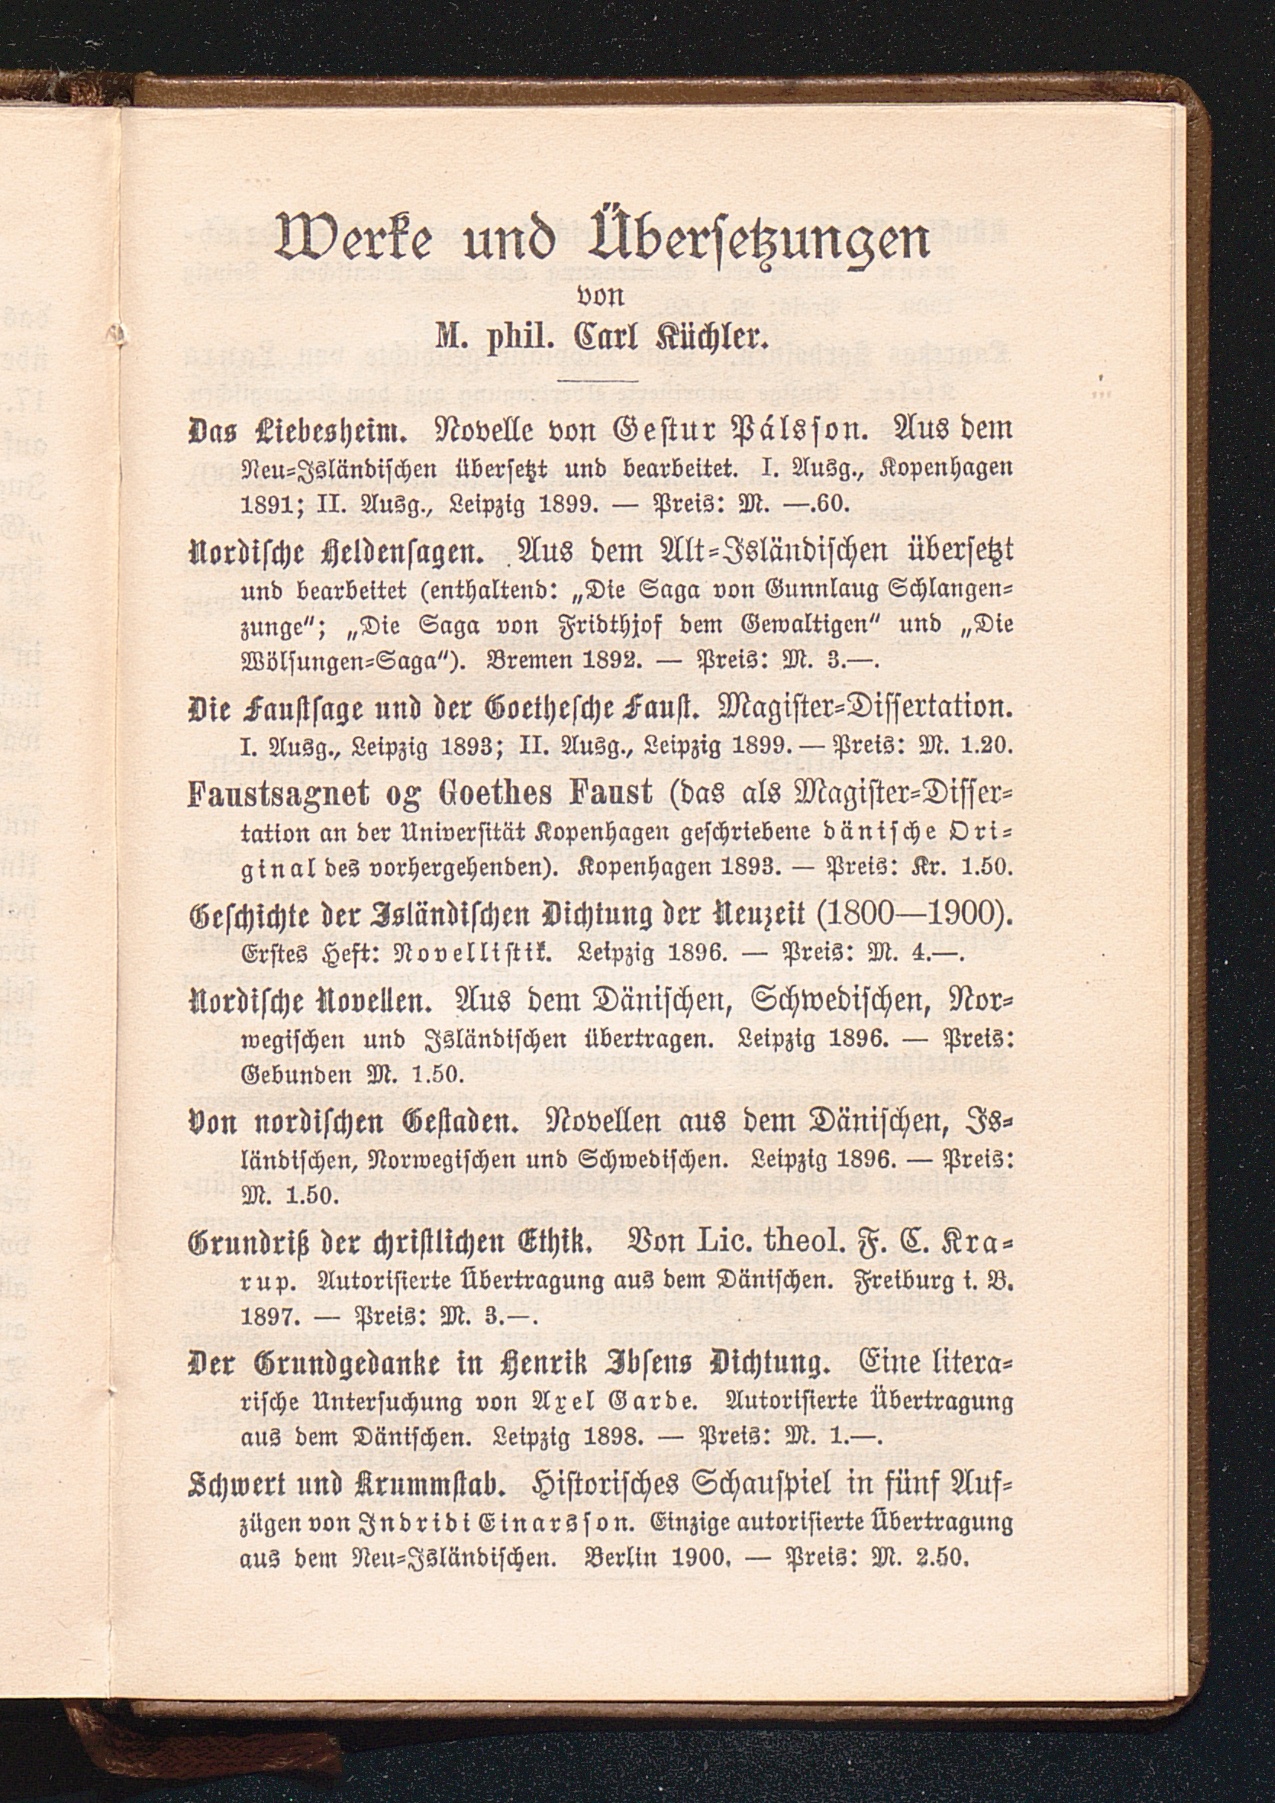 Werke und Übersetzungen
von
M. phil. Carl Küchler.
Das Liebesheim. Novelle von Gestur Pálsson. Aus dem
Neu-Isländischen übersetzt und bearbeitet. I. Ausg., Kopenhagen
1891; II. Ausg., Leipzig 1899. — Preis: M. —.60.
Nordische Heldensagen. Aus dem Alt-Isländischen übersetzt
und bearbeitet (enthaltend: „Die Saga von Gunnlaug Schlangen-
zunge“; „Die Saga von Fridthjof dem Gewaltigen“ und „Die
Wölsungen-Saga“). Bremen 1892. — Preis: M. 3.—.
Die Faustsage und der Goethesche Faust. Magister-Dissertation.
I. Ausg., Leipzig 1893; II. Ausg., Leipzig 1899. — Preis: M. 1.20.
Faustsagnet og Goethes Faust (das als Magister-Disser-
tation an der Universität Kopenhagen geschriebene dänische Ori-
ginal des vorhergehenden). Kopenhagen 1893. — Preis: Kr. 1.50.
Geschichte der Isländischen Dichtung der Neuzeit (1800—1900).
Erstes Heft: Novellistik. Leipzig 1896. — Preis: M. 4.—.
Nordische Novellen. Aus dem Dänischen, Schwedischen, Nor-
wegischen und Isländischen übertragen. Leipzig 1896. — Preis:
Gebunden M. 1.50.
Von nordischen Gestaden. Novellen aus dem Dänischen, Is-
ländischen, Norwegischen und Schwedischen. Leipzig 1896. — Preis:
M. 1.50.
Grundriß der christlichen Ethik. Von Lic. theol. F. C. Kra-
rup. Autorisierte Übertragung aus dem Dänischen. Freiburg i. B.
1897. — Preis: M. 3.—.
Der Grundgedanke in Henrik Ibsens Dichtung. Eine litera-
rische Untersuchung von Axel Garde. Autorisierte Übertragung
aus dem Dänischen. Leipzig 1898. — Preis: M. 1.—.
Schwert und Krummstab. Historisches Schauspiel in fünf Auf-
zügen von Indridi Einarsson. Einzige autorisierte Übertragung
aus dem Neu-Isländischen. Berlin 1900. — Preis: M. 2.50.